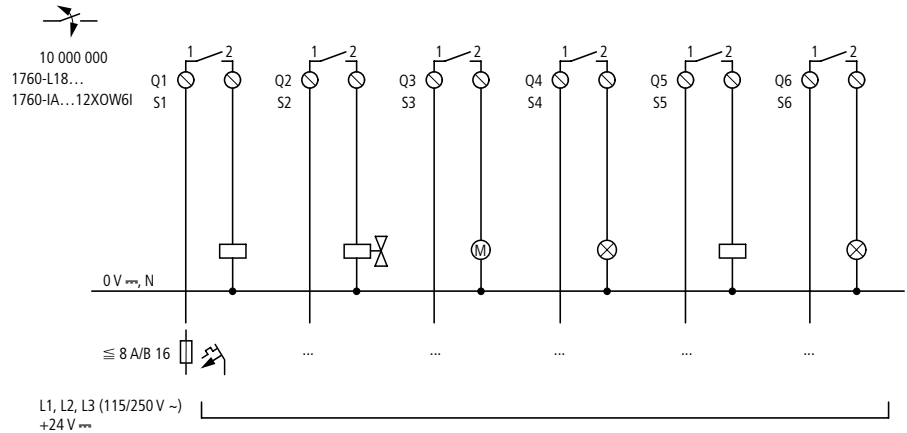 10 000 000
1760-L18...
1760-IA...12XOW6I
1 2 1 2 1 2 1 2 1 2 1 2
Q1 Q2 Q3 Q4 Q5 Q6
S1 S2 S3 S4 S5 S6
M
0 V ⎓, N
≦ 8 A/B 16 ... ... ... ... ...
L1, L2, L3 (115/250 V ~)
+24 V ⎓